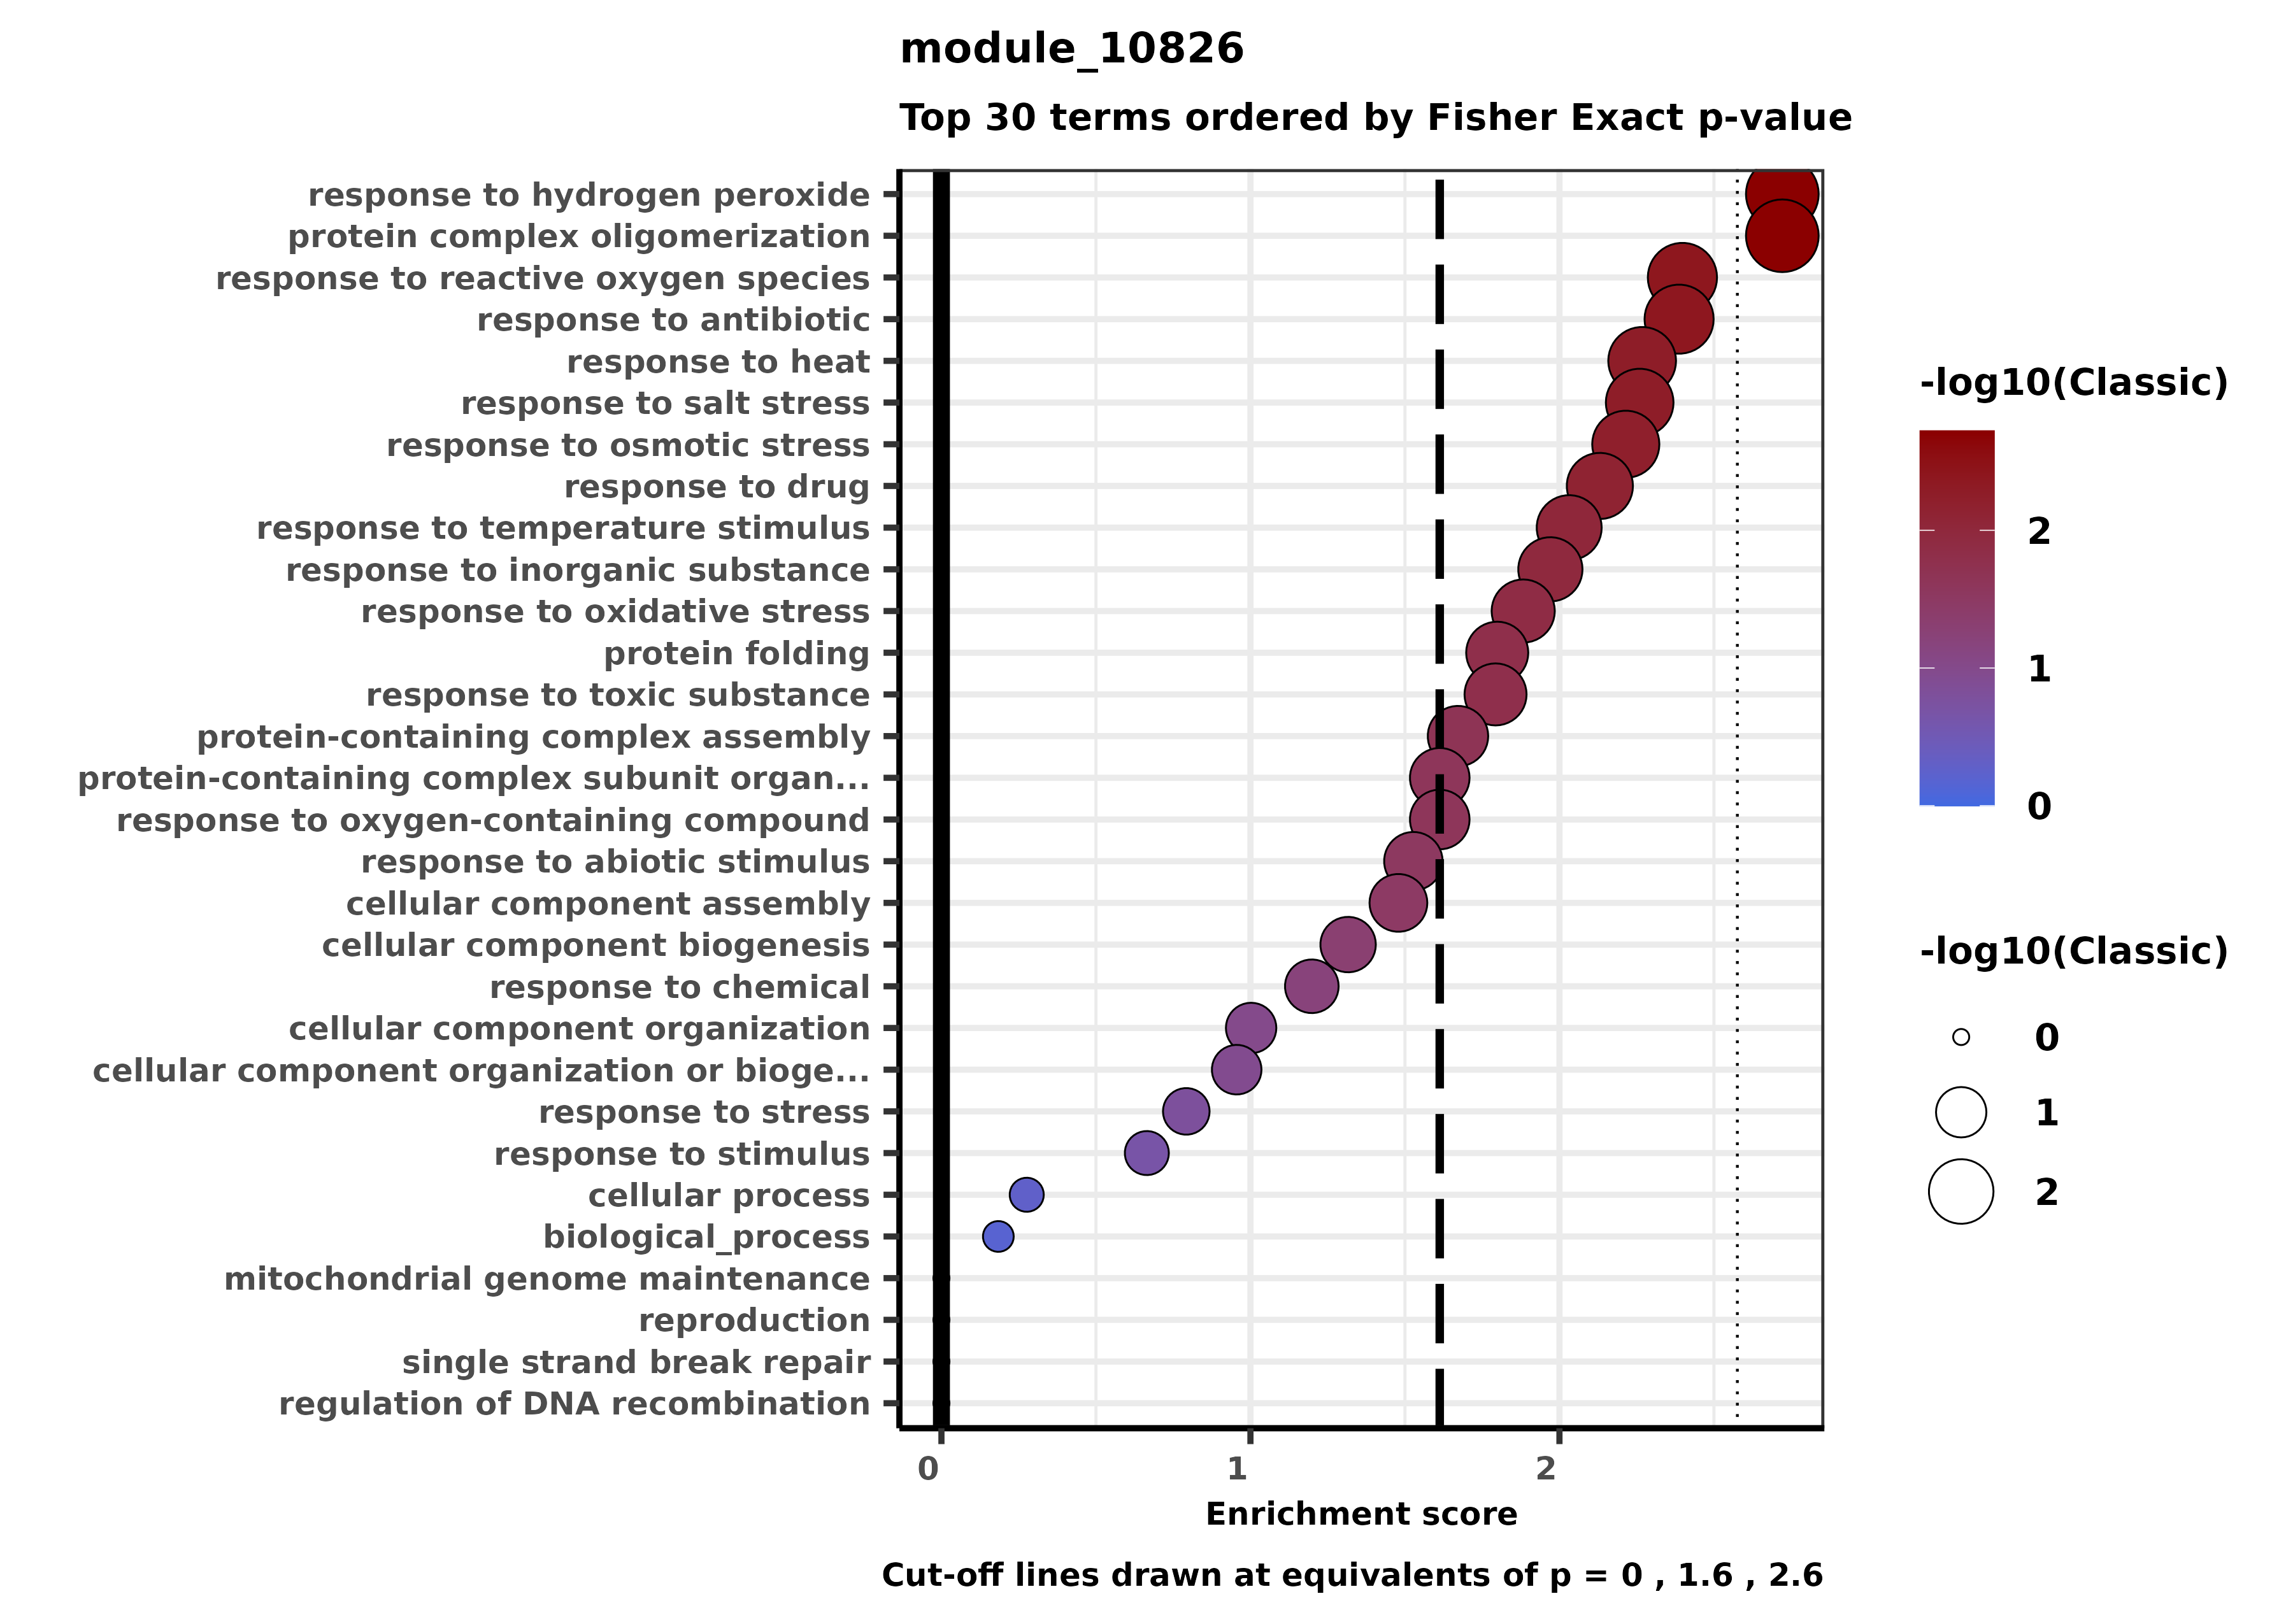 module_10826
Top 30 terms ordered by Fisher Exact p-value
response to hydrogen peroxide
protein complex oligomerization
response to reactive oxygen species
response to antibiotic
response to heat
response to salt stress
response to osmotic stress
response to drug
response to temperature stimulus
response to inorganic substance
response to oxidative stress
protein folding
response to toxic substance
protein-containing complex assembly
protein-containing complex subunit organ...
response to oxygen-containing compound
response to abiotic stimulus
cellular component assembly
cellular component biogenesis
response to chemical
cellular component organization
cellular component organization or bioge...
response to stress
response to stimulus
cellular process
biological_process
mitochondrial genome maintenance
reproduction
single strand break repair
regulation of DNA recombination
0 1 2
Enrichment score
Cut-off lines drawn at equivalents of p = 0 , 1.6 , 2.6
-log10(Classic)
2
1
0
-log10(Classic)
0
1
2